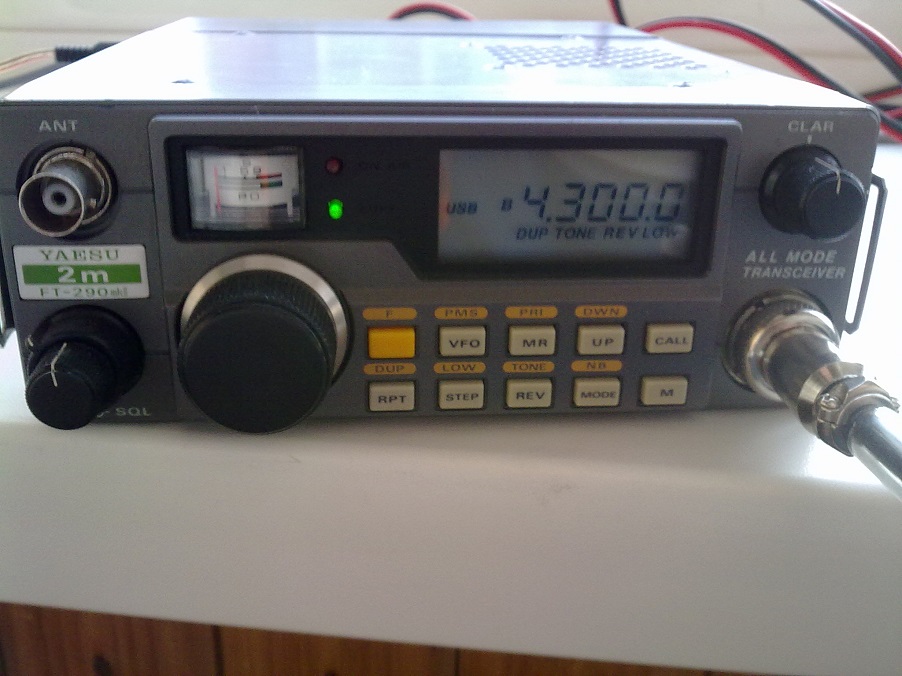 ANT
CLAR
USB B 4.300.0
DUP TONE REV LOW
YAESU
2m
FT-290mkII
ALL MODE
TRANSCEIVER
F PMS PRI DWN
VFO MR UP CALL
DUP LOW TONE NB
RPT STEP REV MODE M
SQL